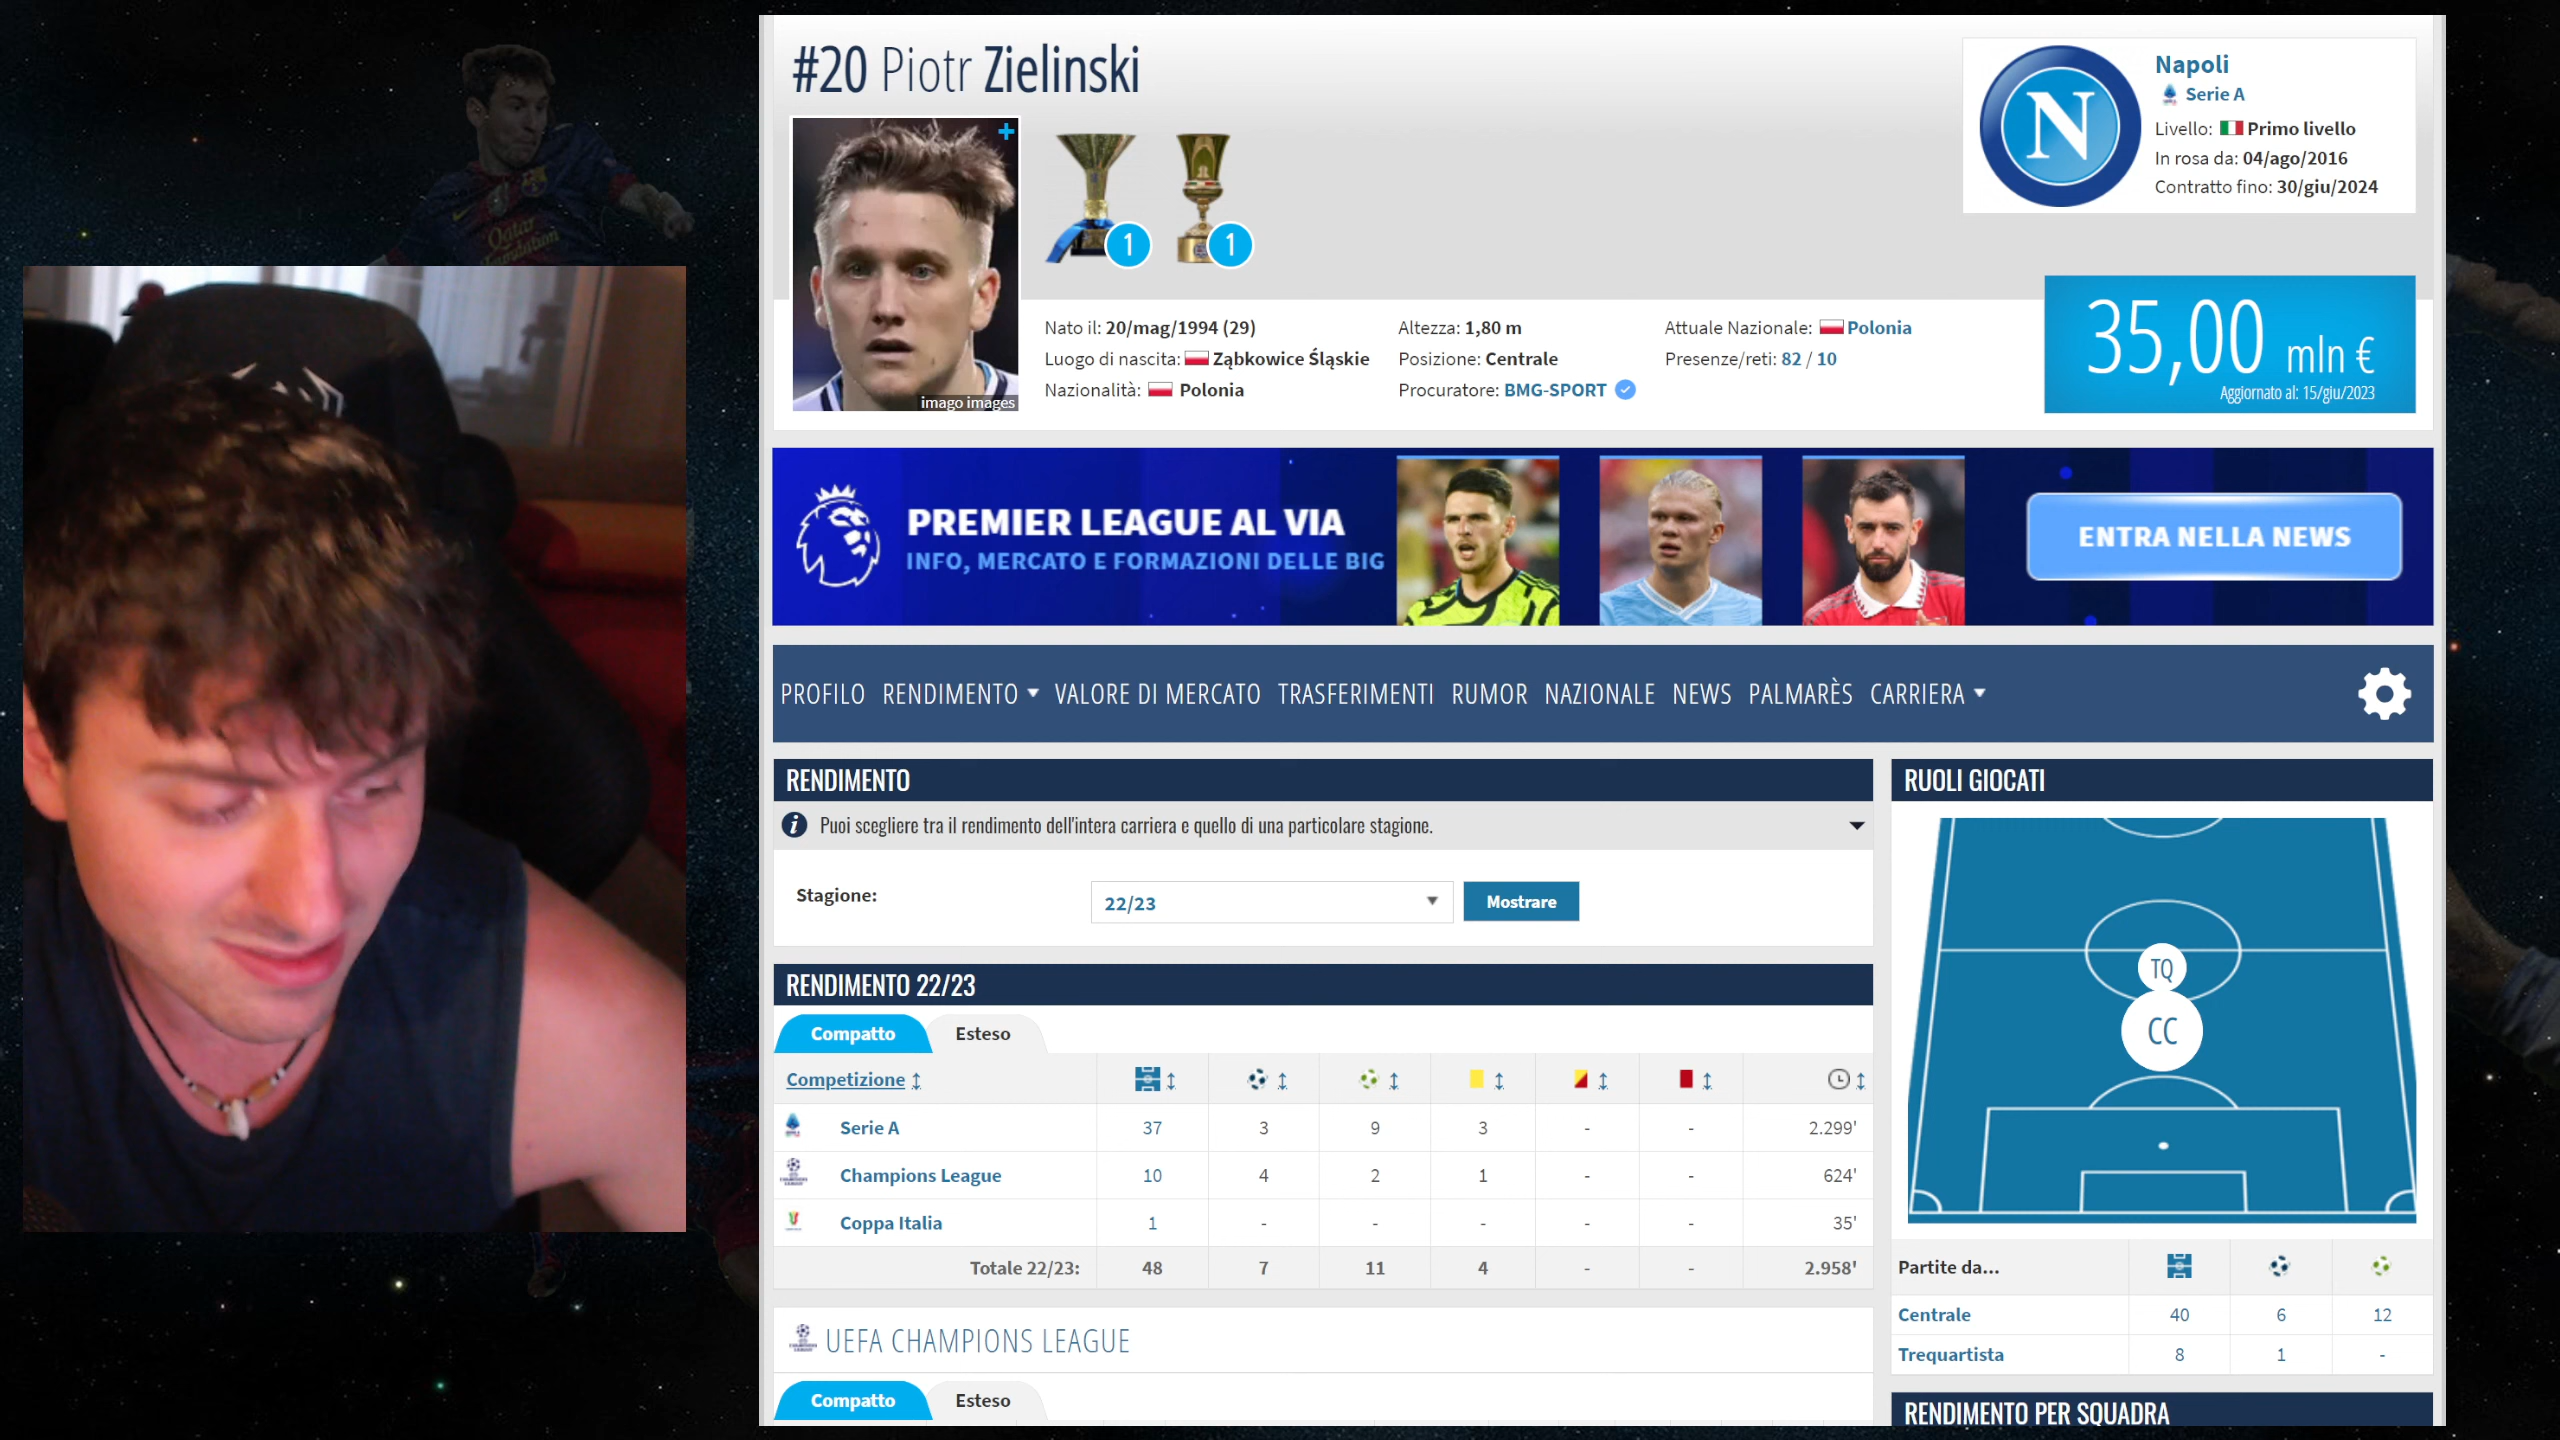 #20 Piotr Zielinski
Napoli
Serie A
Livello: Primo livello
In rosa da: 04/ago/2016
Contratto fino: 30/giu/2024
N
1
1
Qatar
Foundation
imago images
Nato il: 20/mag/1994 (29)
Luogo di nascita: Ząbkowice Śląskie
Nazionalità: Polonia
Altezza: 1,80 m
Posizione: Centrale
Procuratore: BMG-SPORT
Attuale Nazionale: Polonia
Presenze/reti: 82 / 10
35,00 mln €
Aggiornato al: 15/giu/2023
PREMIER LEAGUE AL VIA
INFO, MERCATO E FORMAZIONI DELLE BIG
ENTRA NELLA NEWS
PROFILO RENDIMENTO VALORE DI MERCATO TRASFERIMENTI RUMOR NAZIONALE NEWS PALMARÈS CARRIERA
RENDIMENTO
Puoi scegliere tra il rendimento dell'intera carriera e quello di una particolare stagione.
Stagione: 22/23 Mostrare
RENDIMENTO 22/23
Compatto Esteso
Competizione
Serie A 37 3 9 3 - - 2.299'
Champions League 10 4 2 1 - - 624'
Coppa Italia 1 - - - - - 35'
Totale 22/23: 48 7 11 4 - - 2.958'
UEFA CHAMPIONS LEAGUE
Compatto Esteso
RUOLI GIOCATI
TQ
CC
Partite da...
Centrale 40 6 12
Trequartista 8 1 -
RENDIMENTO PER SQUADRA